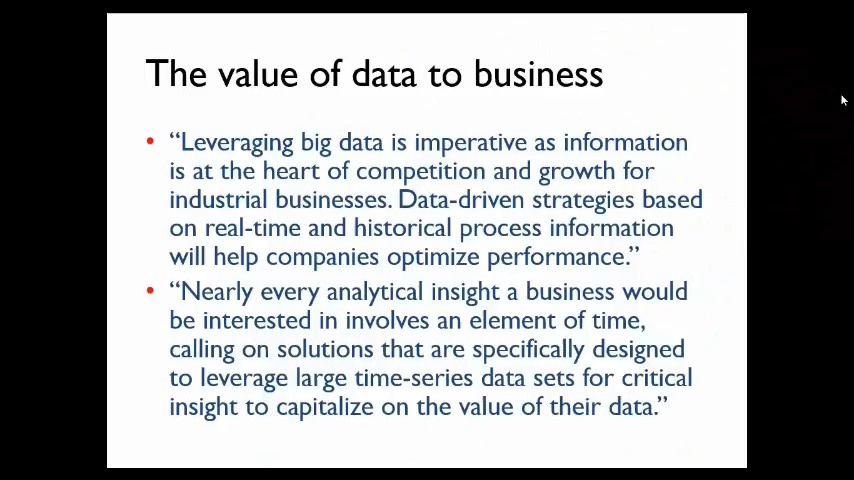 The value of data to business
• “Leveraging big data is imperative as information
is at the heart of competition and growth for
industrial businesses. Data-driven strategies based
on real-time and historical process information
will help companies optimize performance.”
• “Nearly every analytical insight a business would
be interested in involves an element of time,
calling on solutions that are specifically designed
to leverage large time-series data sets for critical
insight to capitalize on the value of their data.”